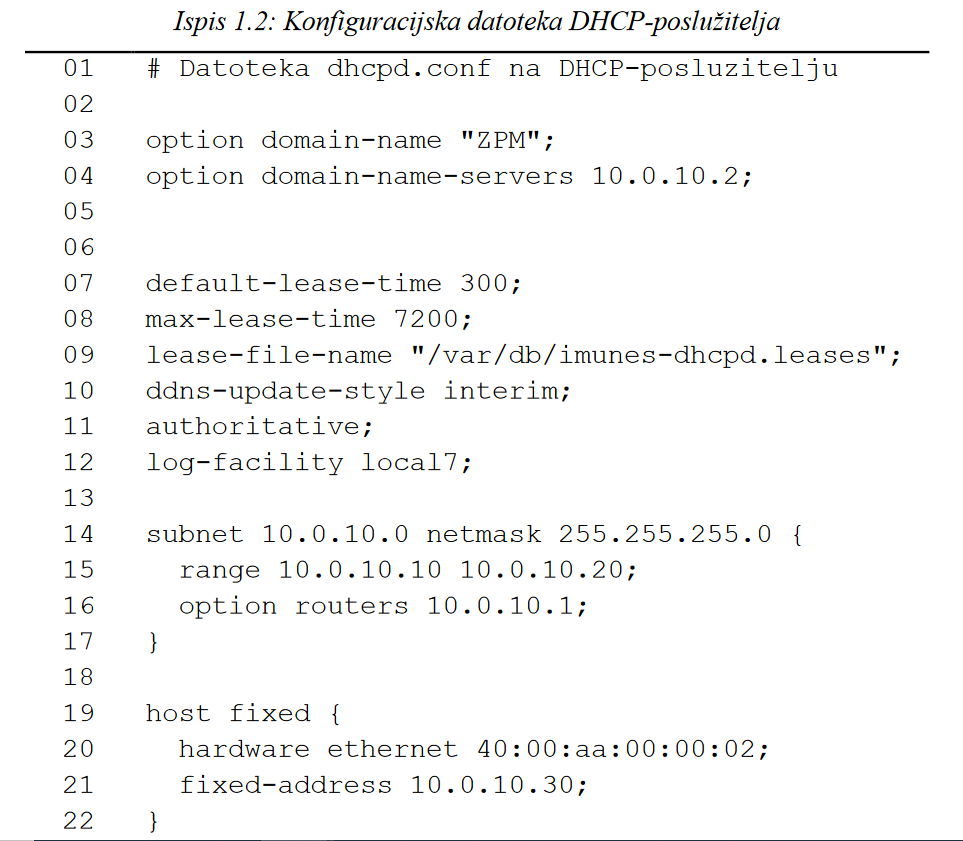 Ispis 1.2: Konfiguracijska datoteka DHCP-poslužitelja
01 # Datoteka dhcpd.conf na DHCP-posluzitelju
02
03 option domain-name "ZPM";
04 option domain-name-servers 10.0.10.2;
05
06
07 default-lease-time 300;
08 max-lease-time 7200;
09 lease-file-name "/var/db/imunes-dhcpd.leases";
10 ddns-update-style interim;
11 authoritative;
12 log-facility local7;
13
14 subnet 10.0.10.0 netmask 255.255.255.0 {
15 range 10.0.10.10 10.0.10.20;
16 option routers 10.0.10.1;
17 }
18
19 host fixed {
20 hardware ethernet 40:00:aa:00:00:02;
21 fixed-address 10.0.10.30;
22 }